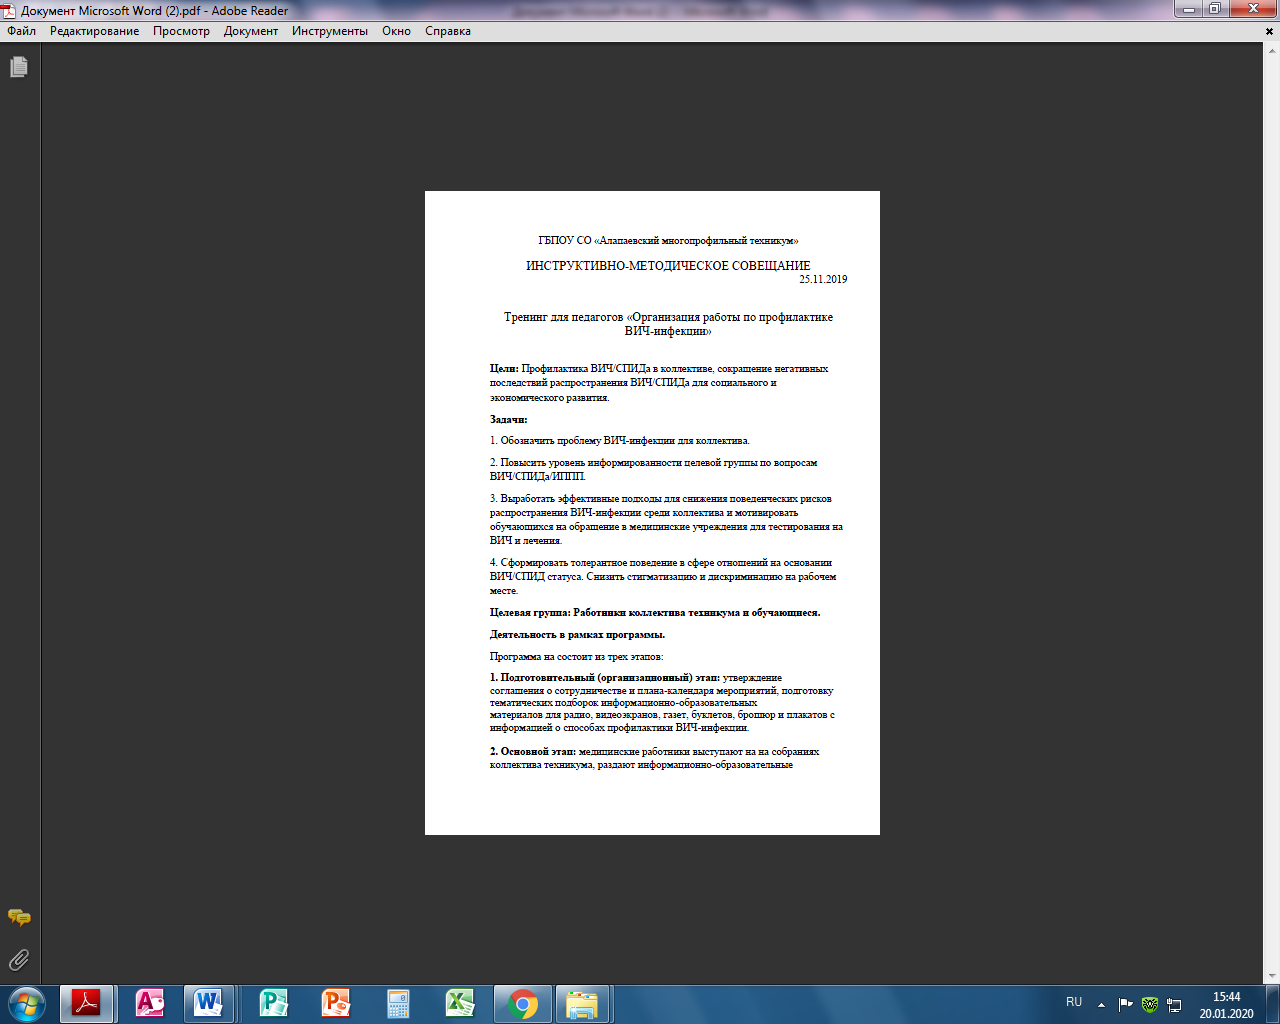 Документ Microsoft Word (2).pdf - Adobe Reader
Файл Редактирование Просмотр Документ Инструменты Окно Справка
ГБПОУ СО «Алапаевский многопрофильный техникум»
ИНСТРУКТИВНО-МЕТОДИЧЕСКОЕ СОВЕЩАНИЕ
25.11.2019
Тренинг для педагогов «Организация работы по профилактике
ВИЧ-инфекции»
Цели: Профилактика ВИЧ/СПИДа в коллективе, сокращение негативных
последствий распространения ВИЧ/СПИДа для социального и
экономического развития.
Задачи:
1. Обозначить проблему ВИЧ-инфекции для коллектива.
2. Повысить уровень информированности целевой группы по вопросам
ВИЧ/СПИДа/ИППП.
3. Выработать эффективные подходы для снижения поведенческих рисков
распространения ВИЧ-инфекции среди коллектива и мотивировать
обучающихся на обращение в медицинские учреждения для тестирования на
ВИЧ и лечения.
4. Сформировать толерантное поведение в сфере отношений на основании
ВИЧ/СПИД статуса. Снизить стигматизацию и дискриминацию на рабочем
месте.
Целевая группа: Работники коллектива техникума и обучающиеся.
Деятельность в рамках программы.
Программа на состоит из трех этапов:
1. Подготовительный (организационный) этап: утверждение
соглашения о сотрудничестве и плана-календаря мероприятий, подготовку
тематических подборок информационно-образовательных
материалов для радио, видеоэкранов, газет, буклетов, брошюр и плакатов с
информацией о способах профилактики ВИЧ-инфекции.
2. Основной этап: медицинские работники выступают на на собраниях
коллектива техникума, раздают информационно-образовательные
RU
15:44
20.01.2020